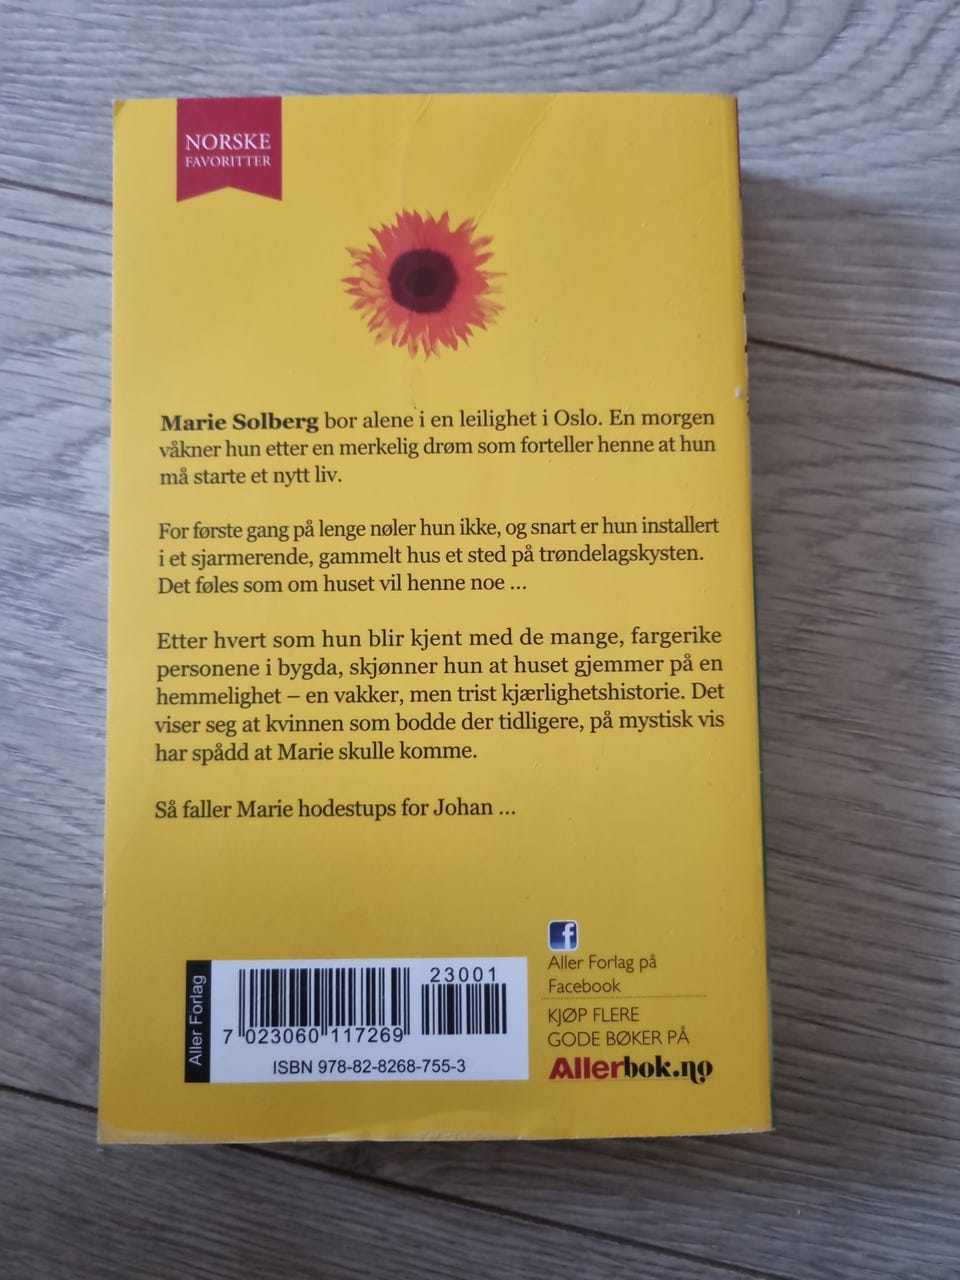 NORSKE
FAVORITTER
Marie Solberg bor alene i en leilighet i Oslo. En morgen
våkner hun etter en merkelig drøm som forteller henne at hun
må starte et nytt liv.
For første gang på lenge nøler hun ikke, og snart er hun installert
i et sjarmerende, gammelt hus et sted på trøndelagskysten.
Det føles som om huset vil henne noe ...
Etter hvert som hun blir kjent med de mange, fargerike
personene i bygda, skjønner hun at huset gjemmer på en
hemmelighet – en vakker, men trist kjærlighetshistorie. Det
viser seg at kvinnen som bodde der tidligere, på mystisk vis
har spådd at Marie skulle komme.
Så faller Marie hodestups for Johan ...
Aller Forlag
23001
7 023060 117269
ISBN 978-82-8268-755-3
f
Aller Forlag på
Facebook
KJØP FLERE
GODE BØKER PÅ
Allerbok.no